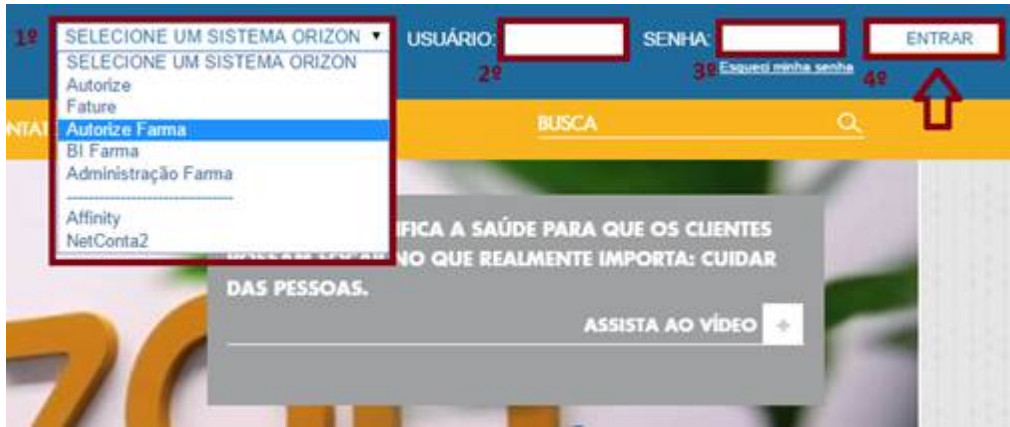 1º SELECIONE UM SISTEMA ORIZON USUÁRIO: SENHA: ENTRAR
SELECIONE UM SISTEMA ORIZON
2º 3º Esqueci minha senha 4º
Autorize
Fature
Autorize Farma
BUSCA
BI Farma
Administração Farma
Affinity
NetConta2
A SAÚDE PARA QUE OS CLIENTES
NO QUE REALMENTE IMPORTA: CUIDAR
DAS PESSOAS.
ASSISTA AO VÍDEO +